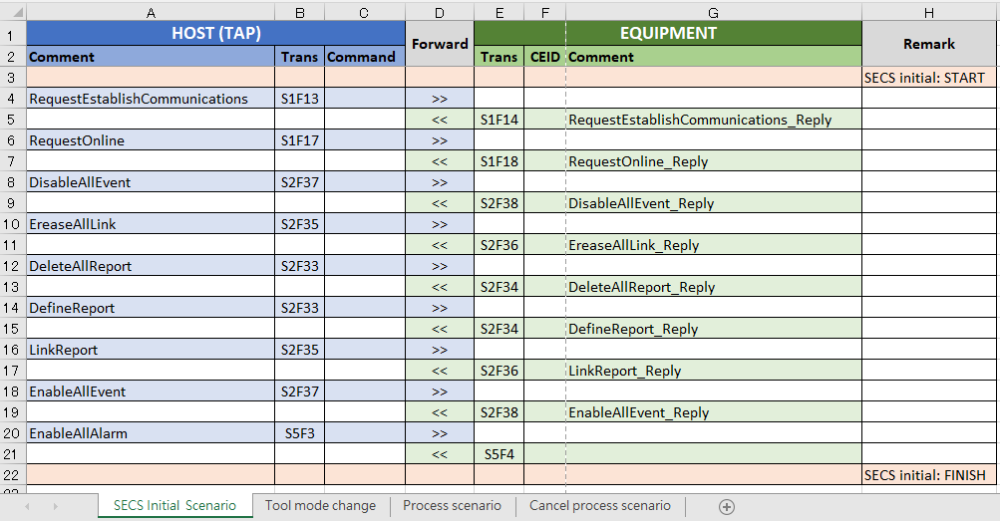 A B C D E F G H
1 HOST (TAP) Forward EQUIPMENT Remark
2 Comment Trans Command Trans CEID Comment
3 SECS initial: START
4 RequestEstablishCommunications S1F13 >>
5 << S1F14 RequestEstablishCommunications_Reply
6 RequestOnline S1F17 >>
7 << S1F18 RequestOnline_Reply
8 DisableAllEvent S2F37 >>
9 << S2F38 DisableAllEvent_Reply
10 EreaseAllLink S2F35 >>
11 << S2F36 EreaseAllLink_Reply
12 DeleteAllReport S2F33 >>
13 << S2F34 DeleteAllReport_Reply
14 DefineReport S2F33 >>
15 << S2F34 DefineReport_Reply
16 LinkReport S2F35 >>
17 << S2F36 LinkReport_Reply
18 EnableAllEvent S2F37 >>
19 << S2F38 EnableAllEvent_Reply
20 EnableAllAlarm S5F3 >>
21 << S5F4
22 SECS initial: FINISH
SECS Initial Scenario Tool mode change Process scenario Cancel process scenario